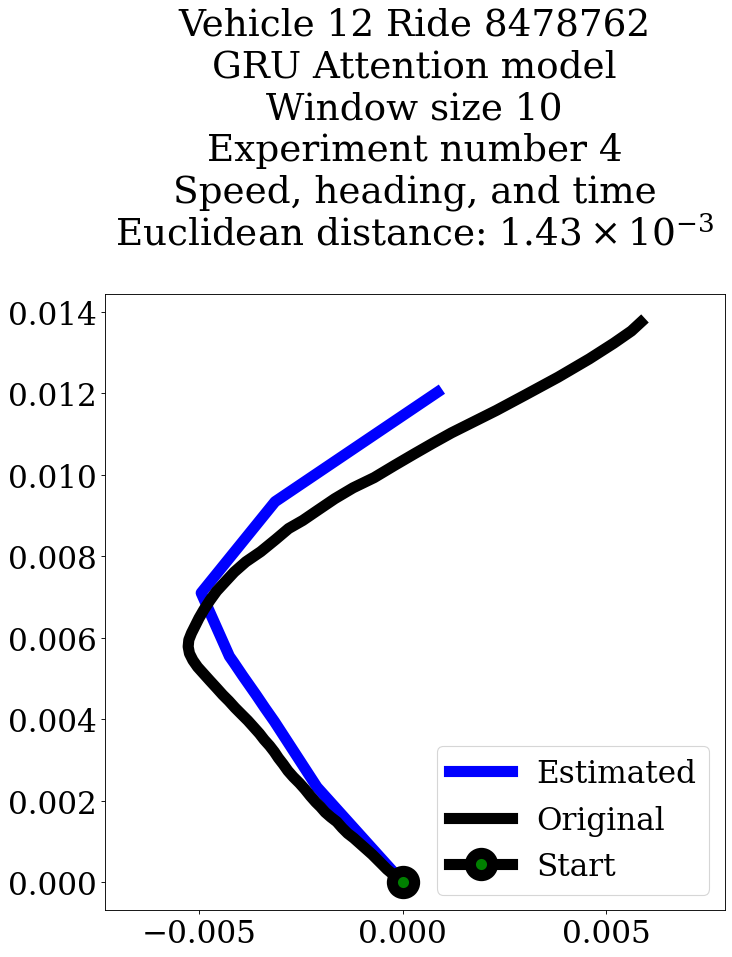 Vehicle 12 Ride 8478762
GRU Attention model
Window size 10
Experiment number 4
Speed, heading, and time
Euclidean distance: 1.43 × 10⁻³
0.014
0.012
0.010
0.008
0.006
0.004
0.002
0.000
Estimated
Original
Start
−0.005
0.000
0.005